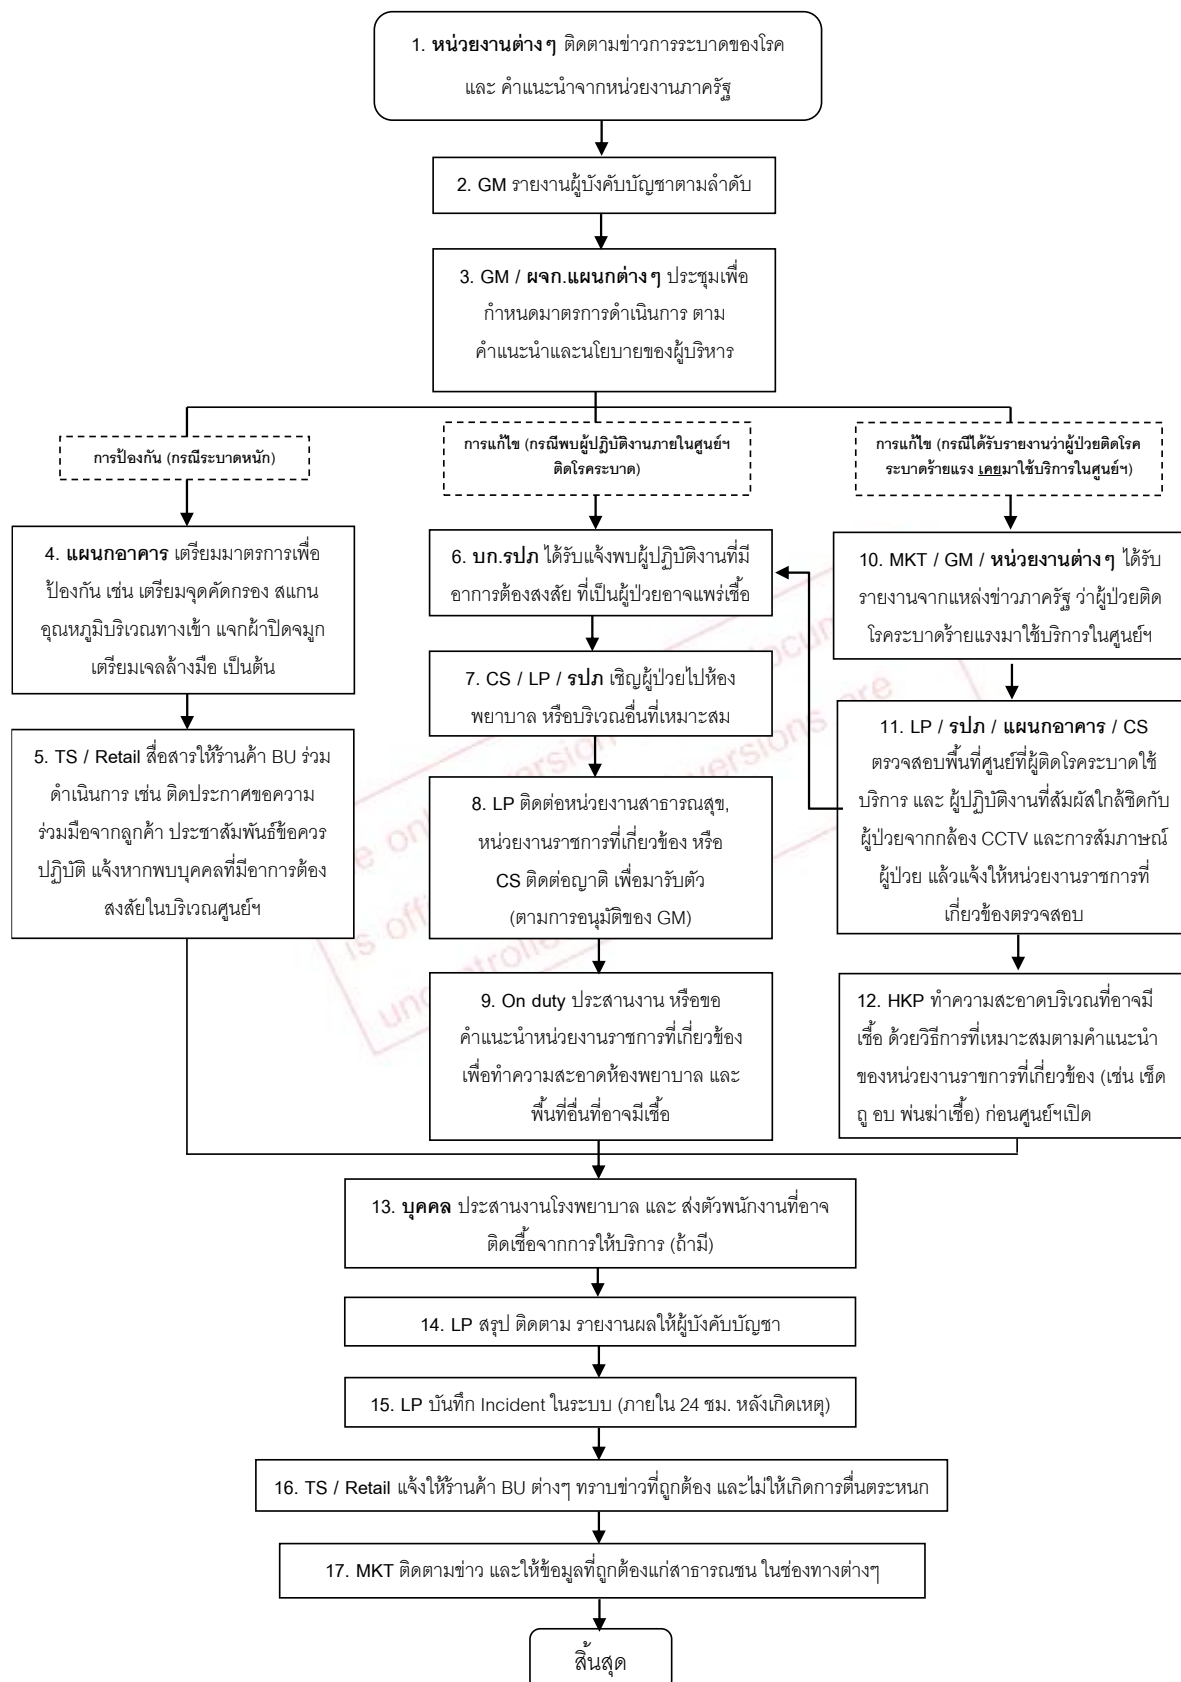 1. หน่วยงานต่างๆ ติดตามข่าวการระบาดของโรค
และ คำแนะนำจากหน่วยงานภาครัฐ
2. GM รายงานผู้บังคับบัญชาตามลำดับ
3. GM / ผจก.แผนกต่างๆ ประชุมเพื่อ
กำหนดมาตรการดำเนินการ ตาม
คำแนะนำและนโยบายของผู้บริหาร
การป้องกัน (กรณีระบาดหนัก)
4. แผนกอาคาร เตรียมมาตรการเพื่อ
ป้องกัน เช่น เตรียมจุดคัดกรอง สแกน
อุณหภูมิบริเวณทางเข้า แจกผ้าปิดจมูก
เตรียมเจลล้างมือ เป็นต้น
5. TS / Retail สื่อสารให้ร้านค้า BU ร่วม
ดำเนินการ เช่น ติดประกาศขอความ
ร่วมมือจากลูกค้า ประชาสัมพันธ์ข้อควร
ปฏิบัติ แจ้งหากพบบุคคลที่มีอาการต้อง
สงสัยในบริเวณศูนย์ฯ
การแก้ไข (กรณีพบผู้ปฏิบัติงานภายในศูนย์ฯ
ติดโรคระบาด)
6. บก.รปภ ได้รับแจ้งพบผู้ปฏิบัติงานที่มี
อาการต้องสงสัย ที่เป็นผู้ป่วยอาจแพร่เชื้อ
7. CS / LP / รปภ เชิญผู้ป่วยไปห้อง
พยาบาล หรือบริเวณอื่นที่เหมาะสม
8. LP ติดต่อหน่วยงานสาธารณสุข,
หน่วยงานราชการที่เกี่ยวข้อง หรือ
CS ติดต่อญาติ เพื่อมารับตัว
(ตามการอนุมัติของ GM)
9. On duty ประสานงาน หรือขอ
คำแนะนำหน่วยงานราชการที่เกี่ยวข้อง
เพื่อทำความสะอาดห้องพยาบาล และ
พื้นที่อื่นที่อาจมีเชื้อ
การแก้ไข (กรณีได้รับรายงานว่าผู้ป่วยติดโรค
ระบาดร้ายแรง เคยมาใช้บริการในศูนย์ฯ)
10. MKT / GM / หน่วยงานต่างๆ ได้รับ
รายงานจากแหล่งข่าวภาครัฐ ว่าผู้ป่วยติด
โรคระบาดร้ายแรงมาใช้บริการในศูนย์ฯ
11. LP / รปภ / แผนกอาคาร / CS
ตรวจสอบพื้นที่ศูนย์ที่ผู้ติดโรคระบาดใช้
บริการ และ ผู้ปฏิบัติงานที่สัมผัสใกล้ชิดกับ
ผู้ป่วยจากกล้อง CCTV และการสัมภาษณ์
ผู้ป่วย แล้วแจ้งให้หน่วยงานราชการที่
เกี่ยวข้องตรวจสอบ
12. HKP ทำความสะอาดบริเวณที่อาจมี
เชื้อ ด้วยวิธีการที่เหมาะสมตามคำแนะนำ
ของหน่วยงานราขการที่เกี่ยวข้อง (เช่น เช็ด
ถู อบ พ่นฆ่าเชื้อ) ก่อนศูนย์ฯเปิด
13. บุคคล ประสานงานโรงพยาบาล และ ส่งตัวพนักงานที่อาจ
ติดเชื้อจากการให้บริการ (ถ้ามี)
14. LP สรุป ติดตาม รายงานผลให้ผู้บังคับบัญชา
15. LP บันทึก Incident ในระบบ (ภายใน 24 ชม. หลังเกิดเหตุ)
16. TS / Retail แจ้งให้ร้านค้า BU ต่างๆ ทราบข่าวที่ถูกต้อง และไม่ให้เกิดการตื่นตระหนก
17. MKT ติดตามข่าว และให้ข้อมูลที่ถูกต้องแก่สาธารณชน ในช่องทางต่างๆ
สิ้นสุด